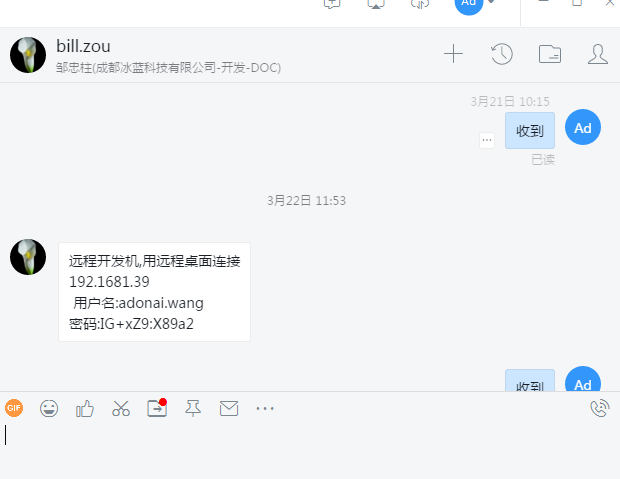 Ad
bill.zou
邹忠柱(成都冰蓝科技有限公司-开发-DOC)
3月21日 10:15
收到
Ad
已读
3月22日 11:53
远程开发机,用远程桌面连接
192.1681.39
用户名:adonai.wang
密码:IG+xZ9:X89a2
收到
Ad
GIF